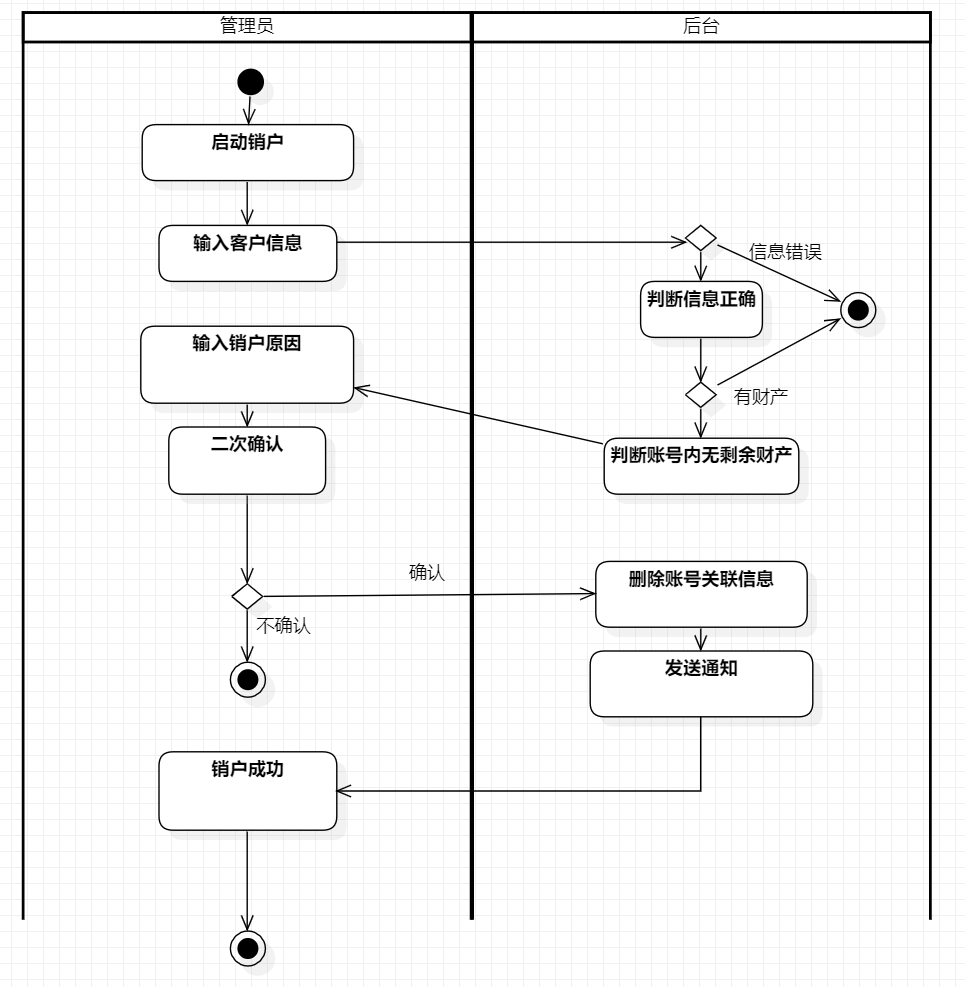 管理员
后台
启动销户
输入客户信息
信息错误
判断信息正确
输入销户原因
有财产
二次确认
判断账号内无剩余财产
确认
删除账号关联信息
不确认
发送通知
销户成功